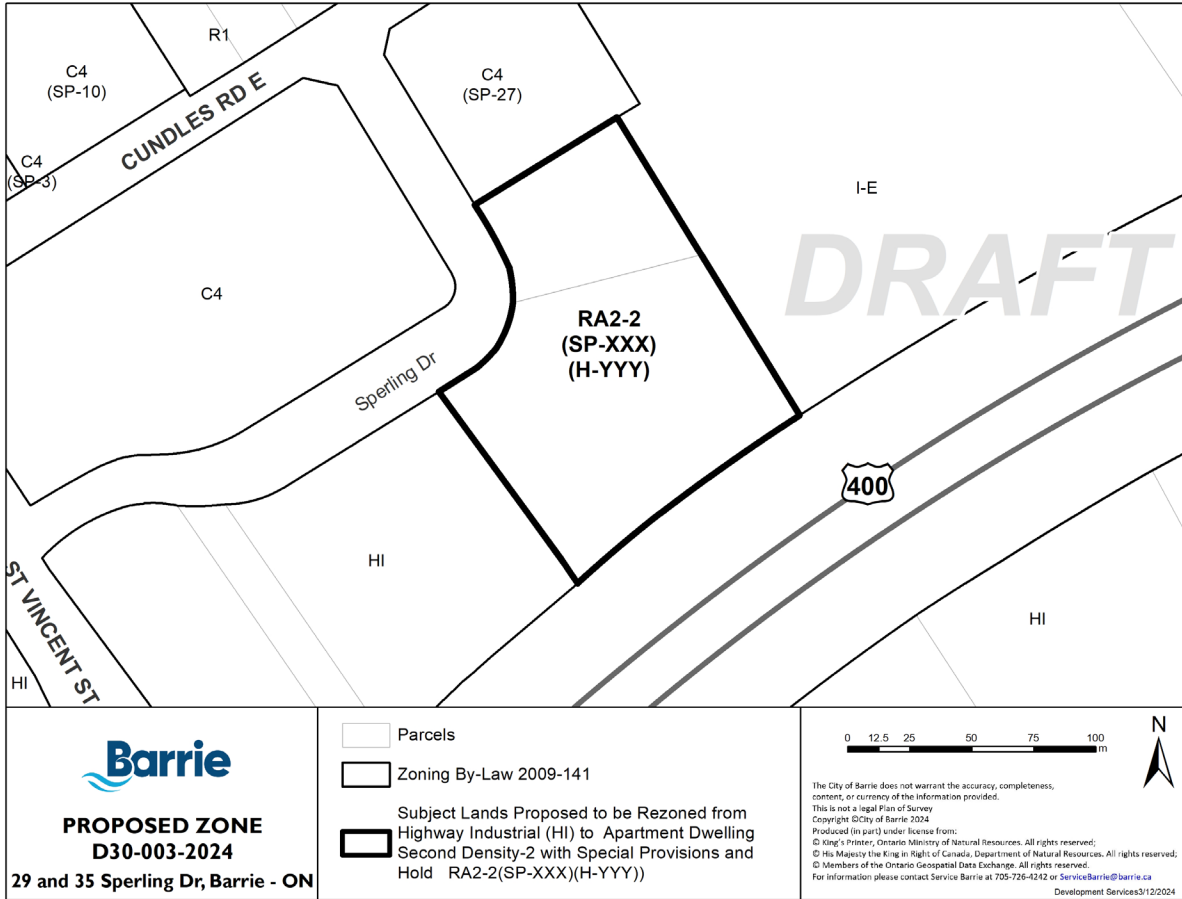 R1
C4
(SP-10)
C4
(SP-27)
CUNDLES RD E
C4
(SP-3)
I-E
DRAFT
C4
RA2-2
(SP-XXX)
(H-YYY)
Sperling Dr
400
HI
ST VINCENT ST
HI
HI
Barrie
PROPOSED ZONE
D30-003-2024
29 and 35 Sperling Dr, Barrie - ON
Parcels
Zoning By-Law 2009-141
Subject Lands Proposed to be Rezoned from
Highway Industrial (HI) to Apartment Dwelling
Second Density-2 with Special Provisions and
Hold RA2-2(SP-XXX)(H-YYY))
N
0 12.5 25 50 75 100
m
The City of Barrie does not warrant the accuracy, completeness,
content, or currency of the information provided.
This is not a legal Plan of Survey
Copyright ©City of Barrie 2024
Produced (in part) under license from:
© King's Printer, Ontario Ministry of Natural Resources. All rights reserved;
© His Majesty the King in Right of Canada, Department of Natural Resources. All rights reserved;
© Members of the Ontario Geospatial Data Exchange. All rights reserved.
For information please contact Service Barrie at 705-726-4242 or ServiceBarrie@barrie.ca
Development Services3/12/2024